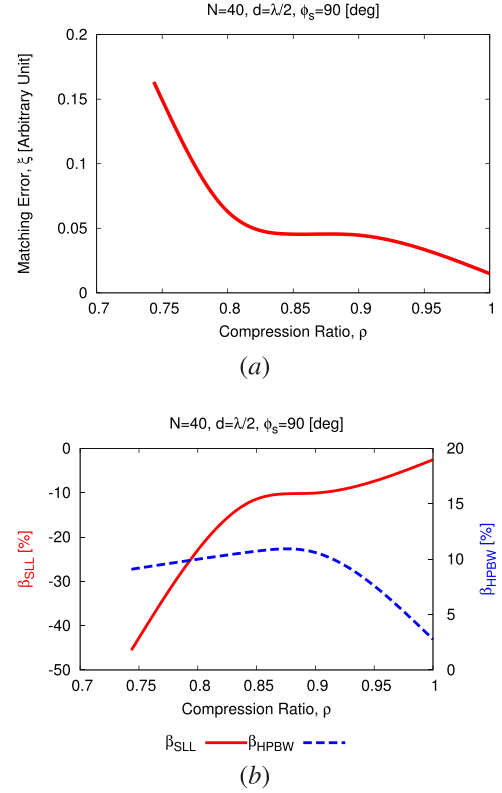 N=40, d=λ/2, ϕs=90 [deg]
Matching Error, ξ [Arbitrary Unit]
0.2
0.15
0.1
0.05
0
0.7 0.75 0.8 0.85 0.9 0.95 1
Compression Ratio, ρ
(a)
N=40, d=λ/2, ϕs=90 [deg]
βSLL [%]
0
-10
-20
-30
-40
-50
20
15
10
5
0
βHPBW [%]
0.7 0.75 0.8 0.85 0.9 0.95 1
Compression Ratio, ρ
βSLL βHPBW
(b)